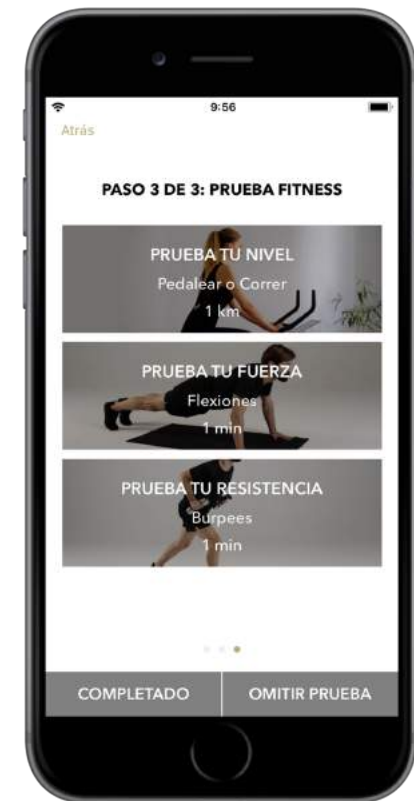 9:56
Atrás
PASO 3 DE 3: PRUEBA FITNESS
PRUEBA TU NIVEL
Pedalear o Correr
1 km
PRUEBA TU FUERZA
Flexiones
1 min
PRUEBA TU RESISTENCIA
Burpees
1 min
COMPLETADO OMITIR PRUEBA